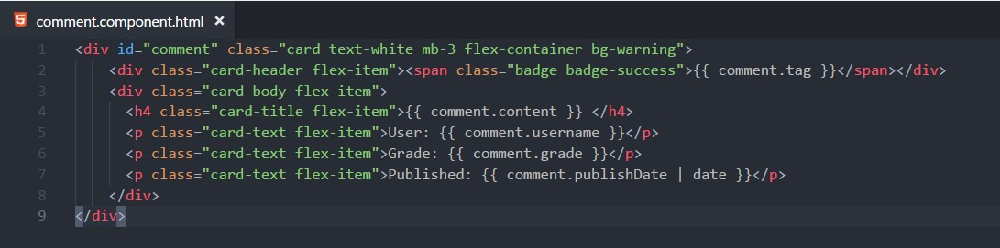 comment.component.html ×
1 <div id="comment" class="card text-white mb-3 flex-container bg-warning">
2 <div class="card-header flex-item"><span class="badge badge-success">{{ comment.tag }}</span></div>
3 <div class="card-body flex-item">
4 <h4 class="card-title flex-item">{{ comment.content }} </h4>
5 <p class="card-text flex-item">User: {{ comment.username }}</p>
6 <p class="card-text flex-item">Grade: {{ comment.grade }}</p>
7 <p class="card-text flex-item">Published: {{ comment.publishDate | date }}</p>
8 </div>
9 </div>